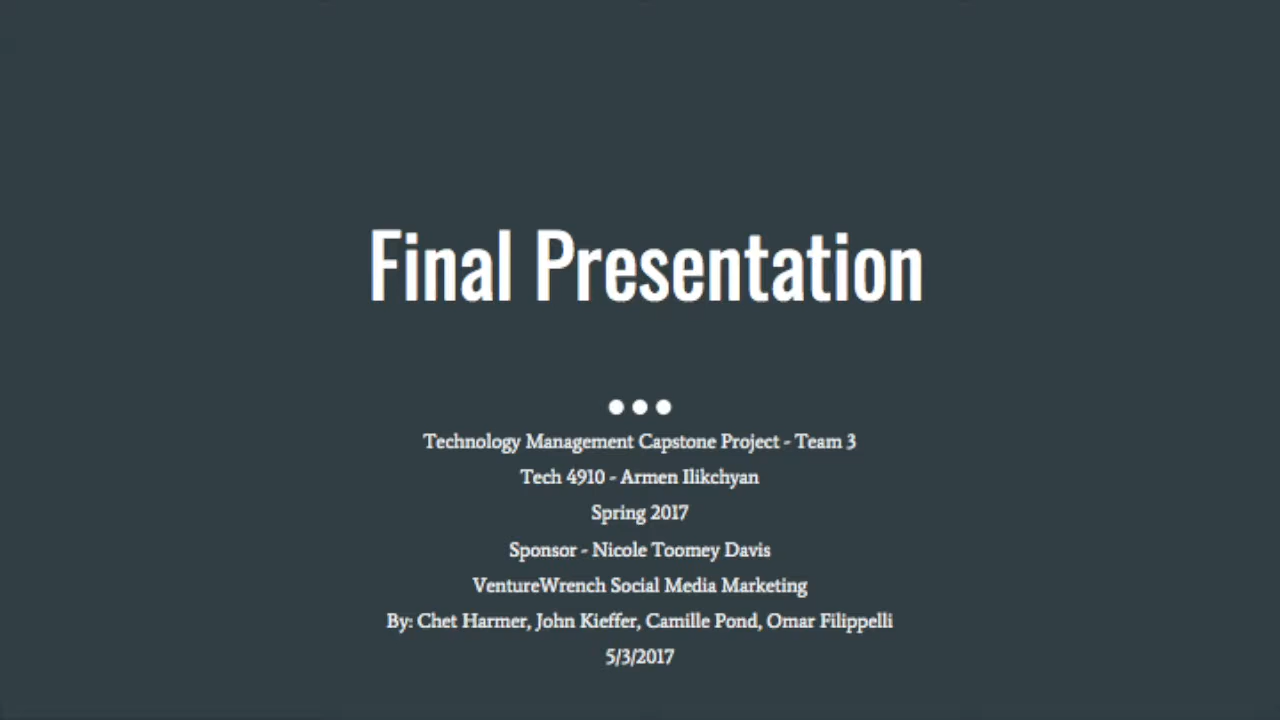 Final Presentation
Technology Management Capstone Project - Team 3
Tech 4910 - Armen Ilikchyan
Spring 2017
Sponsor - Nicole Toomey Davis
VentureWrench Social Media Marketing
By: Chet Harmer, John Kieffer, Camille Pond, Omar Filippelli
5/3/2017